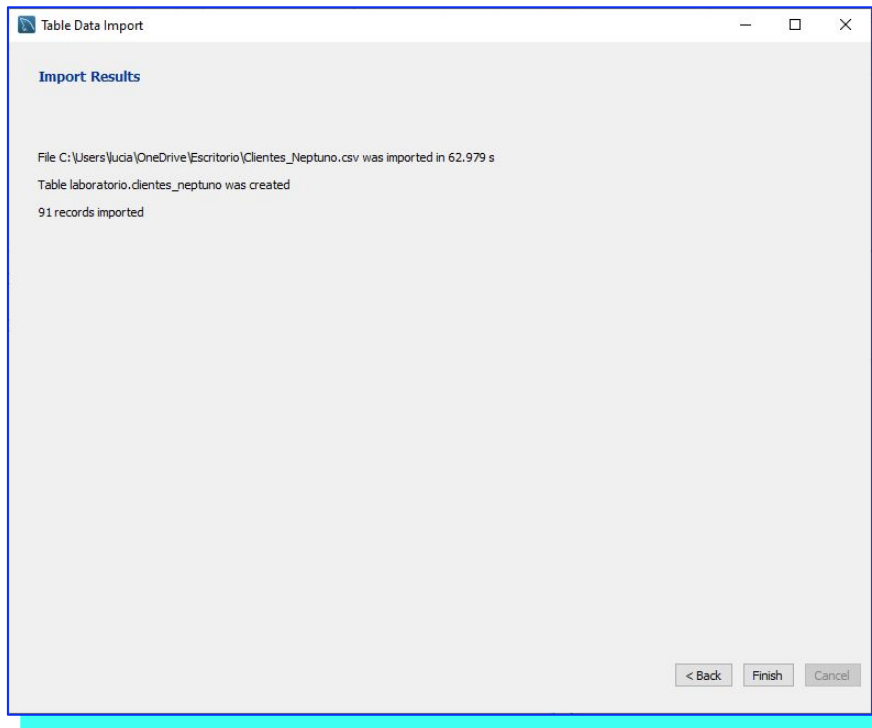 Table Data Import
Import Results
File C:\Users\lucia\OneDrive\Escritorio\Clientes_Neptuno.csv was imported in 62.979 s
Table laboratorio.clientes_neptuno was created
91 records imported
< Back Finish Cancel